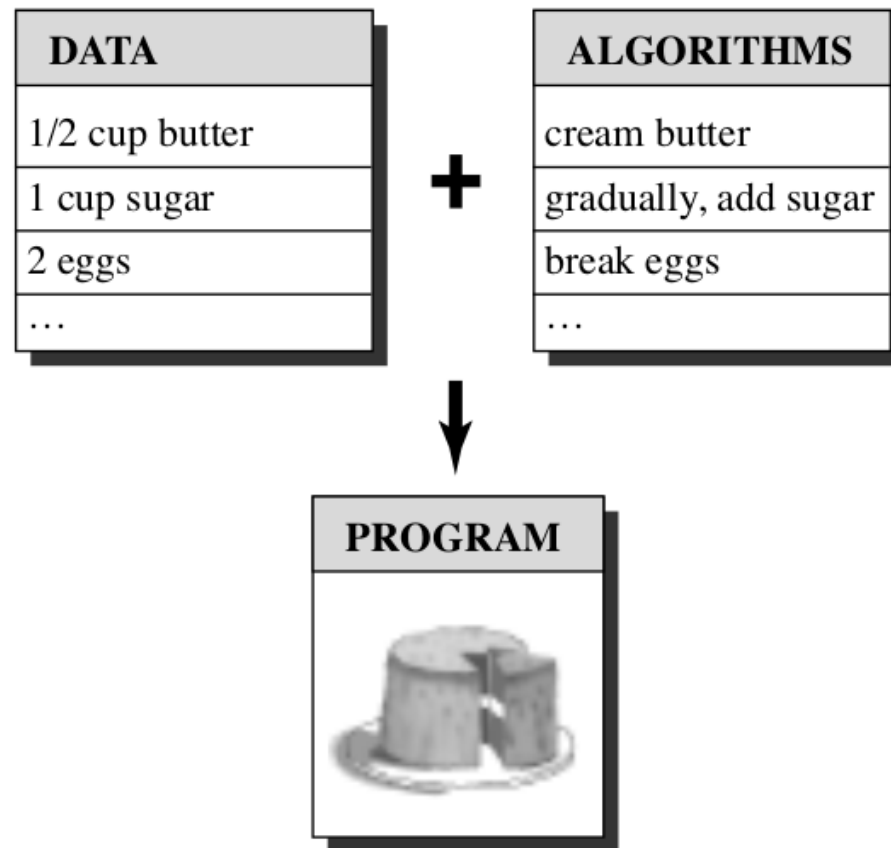 DATA
1/2 cup butter
1 cup sugar
2 eggs
…
+
ALGORITHMS
cream butter
gradually, add sugar
break eggs
…
PROGRAM